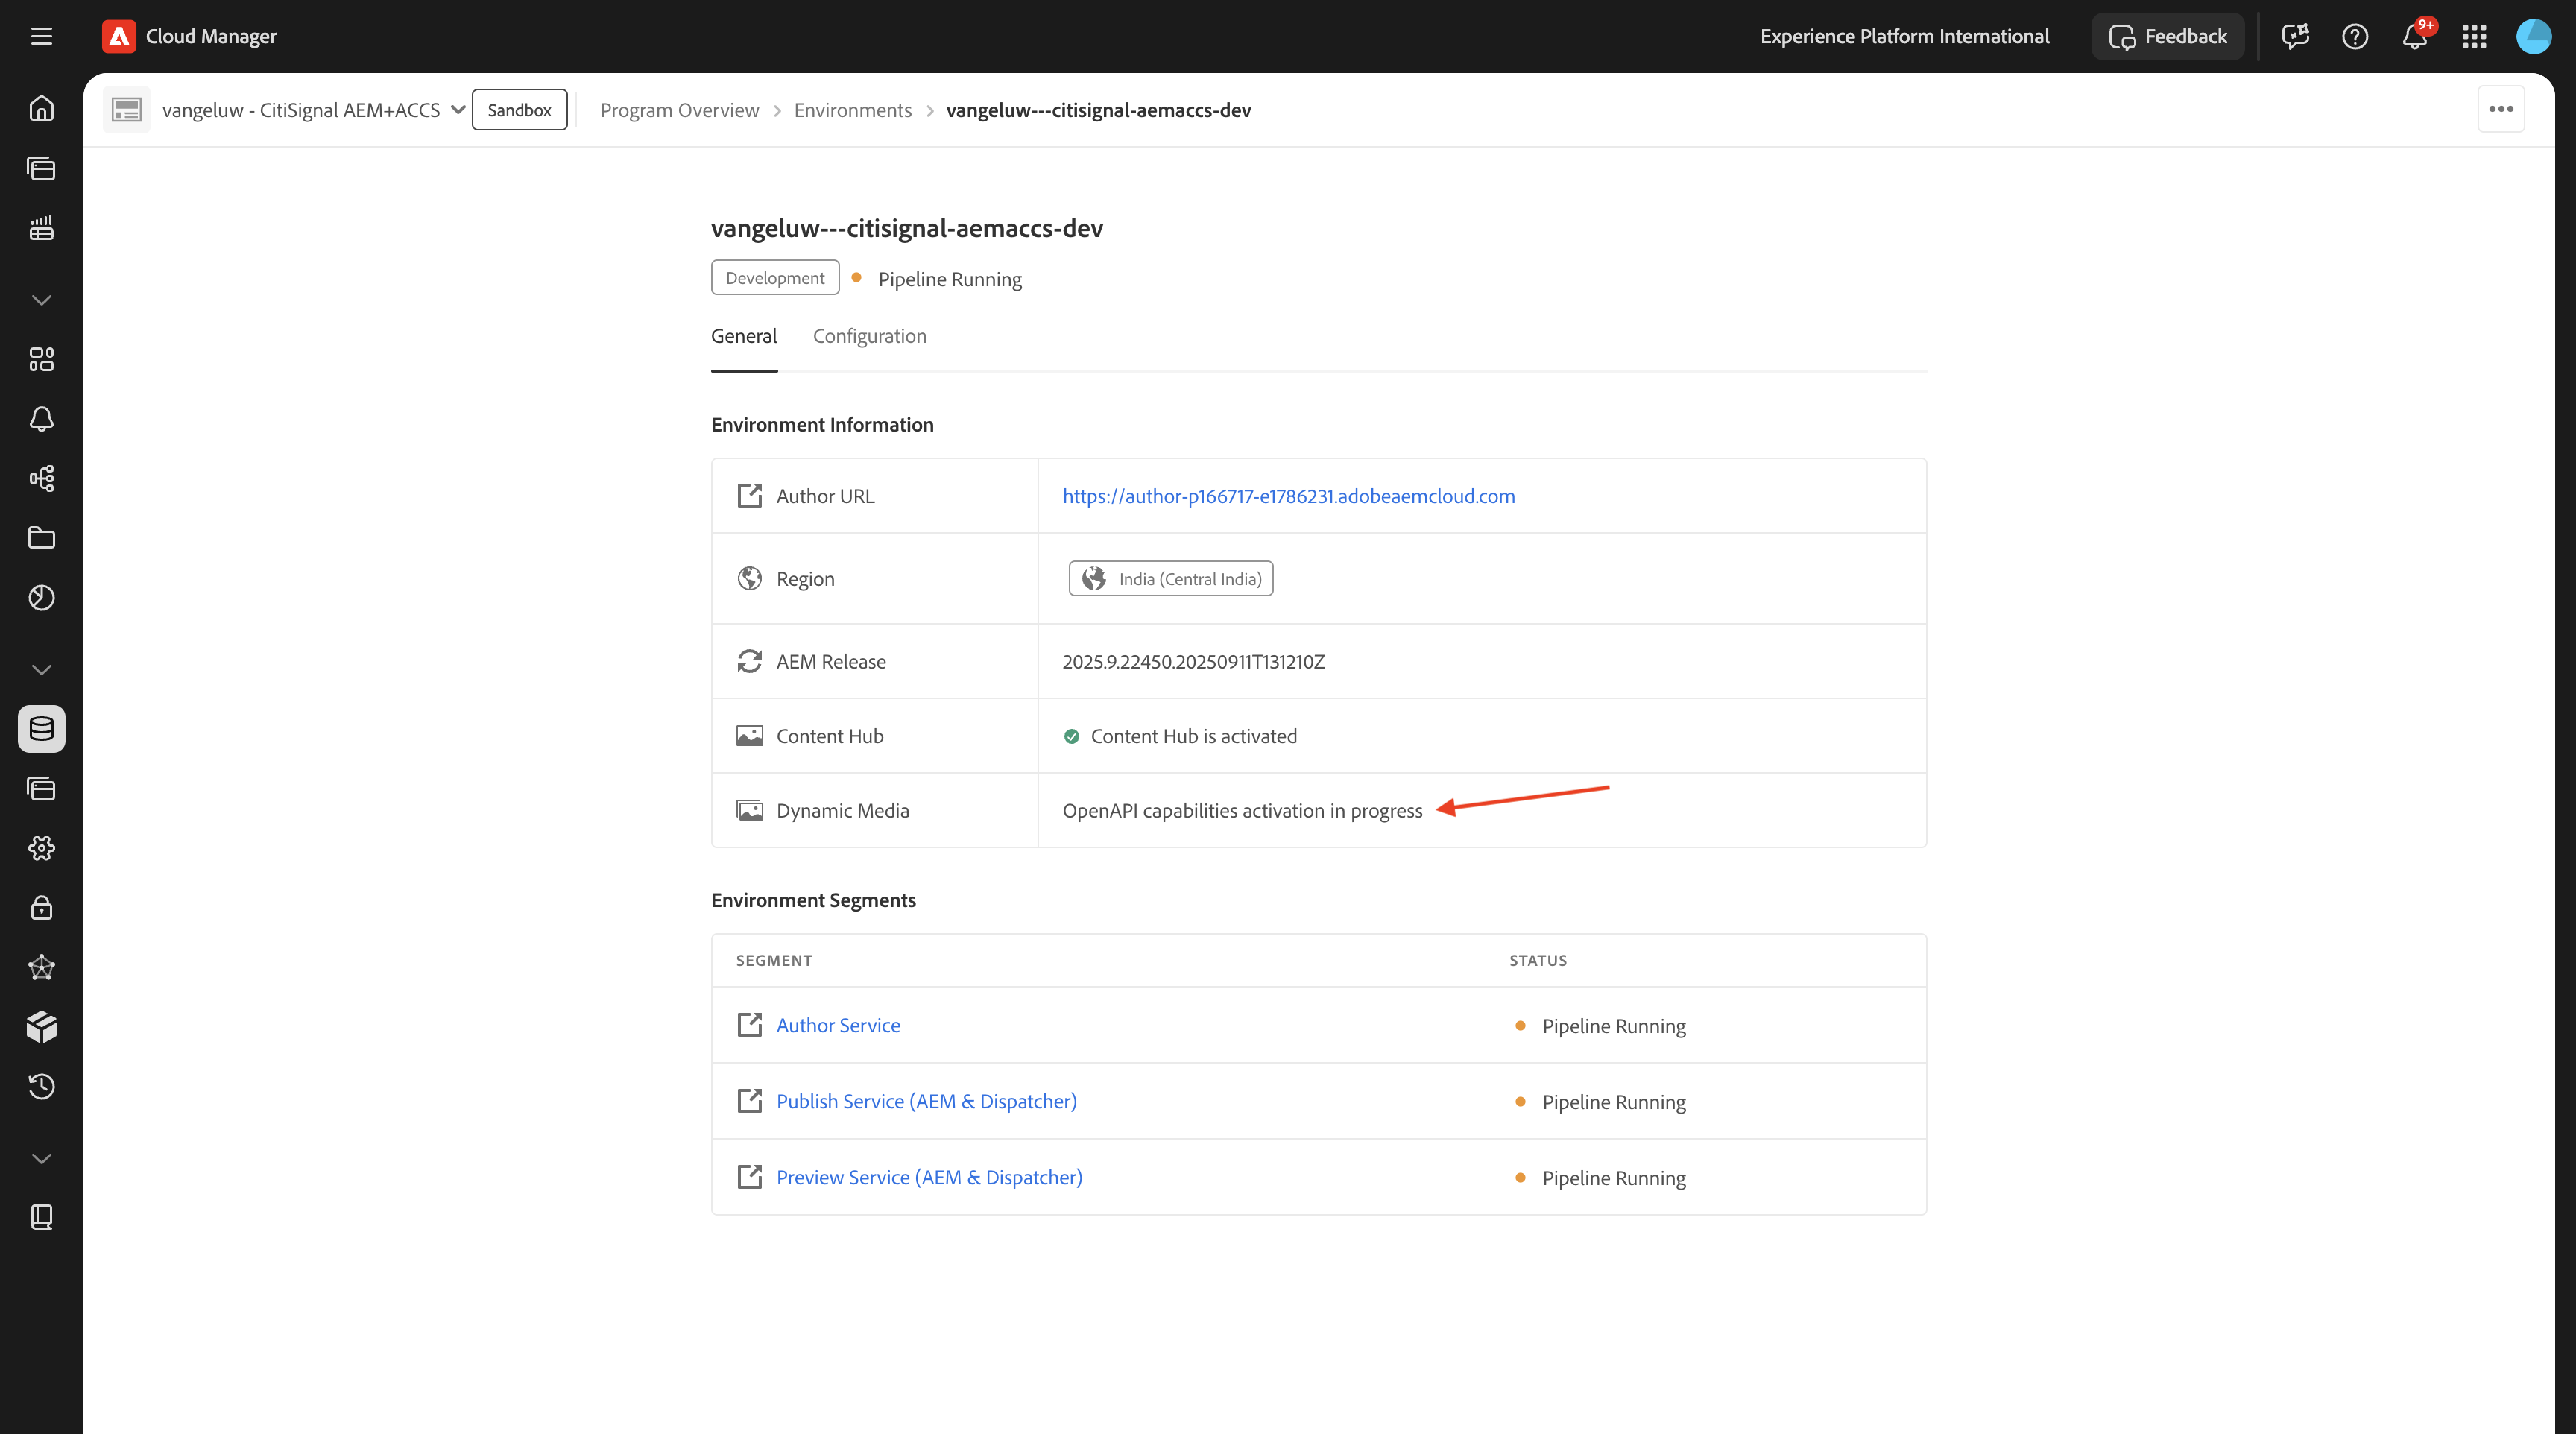 Cloud Manager
Experience Platform International
Feedback
9+
vangeluw - CitiSignal AEM+ACCS
Sandbox
Program Overview > Environments > vangeluw---citisignal-aemaccs-dev
vangeluw---citisignal-aemaccs-dev
Development
Pipeline Running
General
Configuration
Environment Information
Author URL
https://author-p166717-e1786231.adobeaemcloud.com
Region
India (Central India)
AEM Release
2025.9.22450.20250911T131210Z
Content Hub
Content Hub is activated
Dynamic Media
OpenAPI capabilities activation in progress
Environment Segments
SEGMENT
STATUS
Author Service
Pipeline Running
Publish Service (AEM & Dispatcher)
Pipeline Running
Preview Service (AEM & Dispatcher)
Pipeline Running